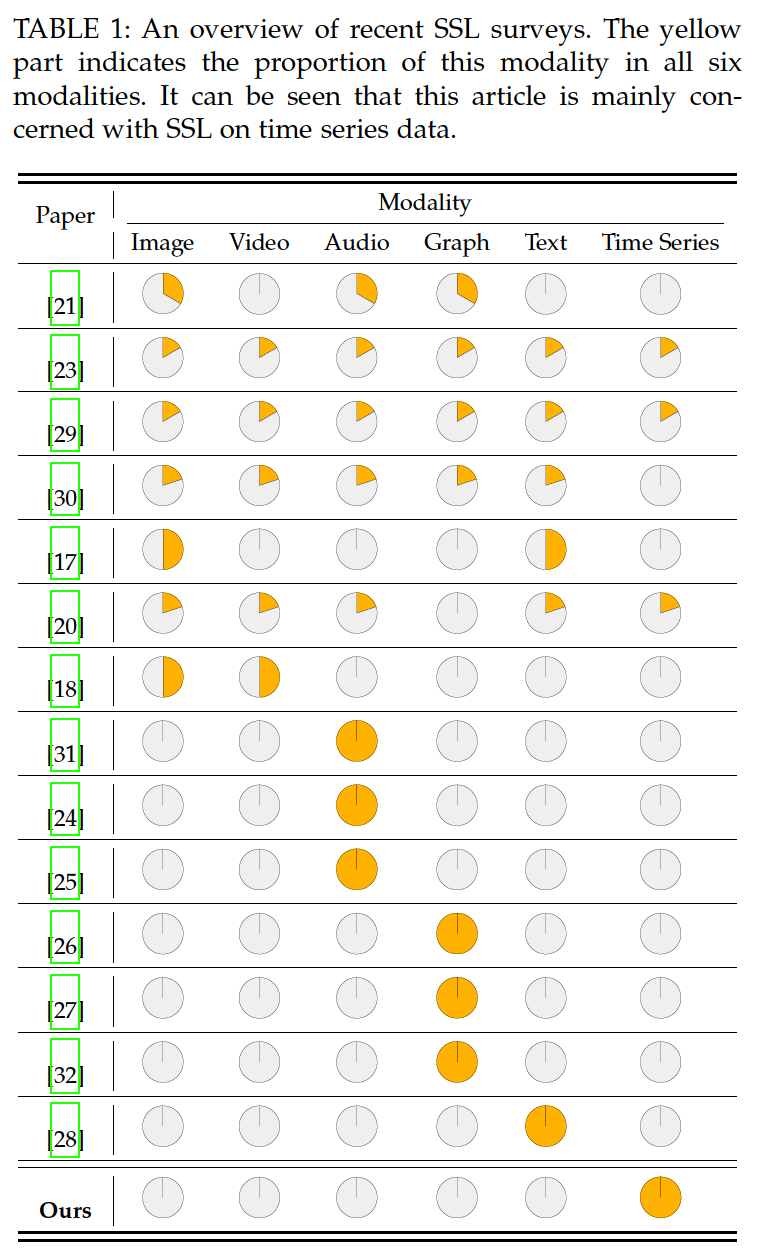 TABLE 1: An overview of recent SSL surveys. The yellow
part indicates the proportion of this modality in all six
modalities. It can be seen that this article is mainly con-
cerned with SSL on time series data.
Paper
Modality
Image Video Audio Graph Text Time Series
[21]
[23]
[29]
[30]
[17]
[20]
[18]
[31]
[24]
[25]
[26]
[27]
[32]
[28]
Ours